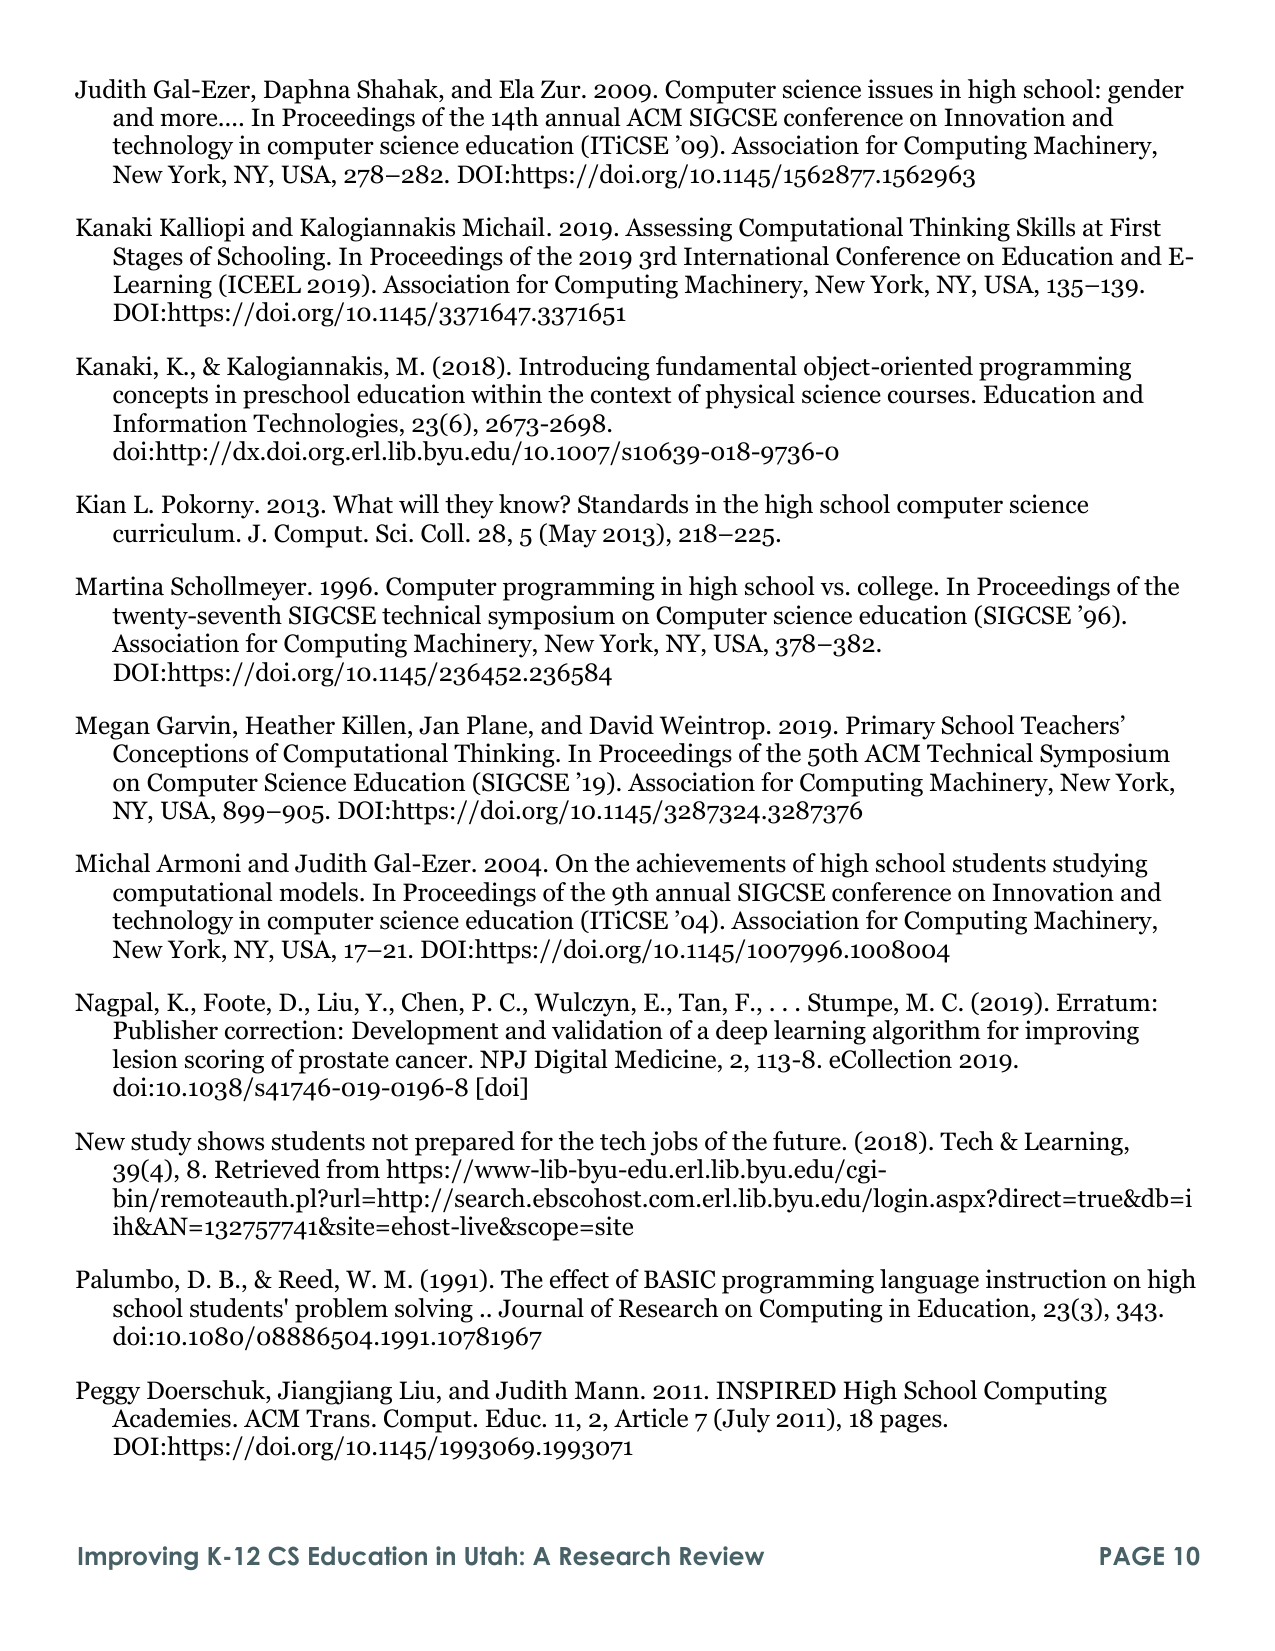 Judith Gal-Ezer, Daphna Shahak, and Ela Zur. 2009. Computer science issues in high school: gender
and more.... In Proceedings of the 14th annual ACM SIGCSE conference on Innovation and
technology in computer science education (ITiCSE ’09). Association for Computing Machinery,
New York, NY, USA, 278–282. DOI:https://doi.org/10.1145/1562877.1562963
Kanaki Kalliopi and Kalogiannakis Michail. 2019. Assessing Computational Thinking Skills at First
Stages of Schooling. In Proceedings of the 2019 3rd International Conference on Education and E-
Learning (ICEEL 2019). Association for Computing Machinery, New York, NY, USA, 135–139.
DOI:https://doi.org/10.1145/3371647.3371651
Kanaki, K., & Kalogiannakis, M. (2018). Introducing fundamental object-oriented programming
concepts in preschool education within the context of physical science courses. Education and
Information Technologies, 23(6), 2673-2698.
doi:http://dx.doi.org.erl.lib.byu.edu/10.1007/s10639-018-9736-0
Kian L. Pokorny. 2013. What will they know? Standards in the high school computer science
curriculum. J. Comput. Sci. Coll. 28, 5 (May 2013), 218–225.
Martina Schollmeyer. 1996. Computer programming in high school vs. college. In Proceedings of the
twenty-seventh SIGCSE technical symposium on Computer science education (SIGCSE ’96).
Association for Computing Machinery, New York, NY, USA, 378–382.
DOI:https://doi.org/10.1145/236452.236584
Megan Garvin, Heather Killen, Jan Plane, and David Weintrop. 2019. Primary School Teachers’
Conceptions of Computational Thinking. In Proceedings of the 50th ACM Technical Symposium
on Computer Science Education (SIGCSE ’19). Association for Computing Machinery, New York,
NY, USA, 899–905. DOI:https://doi.org/10.1145/3287324.3287376
Michal Armoni and Judith Gal-Ezer. 2004. On the achievements of high school students studying
computational models. In Proceedings of the 9th annual SIGCSE conference on Innovation and
technology in computer science education (ITiCSE ’04). Association for Computing Machinery,
New York, NY, USA, 17–21. DOI:https://doi.org/10.1145/1007996.1008004
Nagpal, K., Foote, D., Liu, Y., Chen, P. C., Wulczyn, E., Tan, F., . . . Stumpe, M. C. (2019). Erratum:
Publisher correction: Development and validation of a deep learning algorithm for improving
lesion scoring of prostate cancer. NPJ Digital Medicine, 2, 113-8. eCollection 2019.
doi:10.1038/s41746-019-0196-8 [doi]
New study shows students not prepared for the tech jobs of the future. (2018). Tech & Learning,
39(4), 8. Retrieved from https://www-lib-byu-edu.erl.lib.byu.edu/cgi-
bin/remoteauth.pl?url=http://search.ebscohost.com.erl.lib.byu.edu/login.aspx?direct=true&db=i
ih&AN=132757741&site=ehost-live&scope=site
Palumbo, D. B., & Reed, W. M. (1991). The effect of BASIC programming language instruction on high
school students' problem solving .. Journal of Research on Computing in Education, 23(3), 343.
doi:10.1080/08886504.1991.10781967
Peggy Doerschuk, Jiangjiang Liu, and Judith Mann. 2011. INSPIRED High School Computing
Academies. ACM Trans. Comput. Educ. 11, 2, Article 7 (July 2011), 18 pages.
DOI:https://doi.org/10.1145/1993069.1993071
Improving K-12 CS Education in Utah: A Research Review PAGE 10